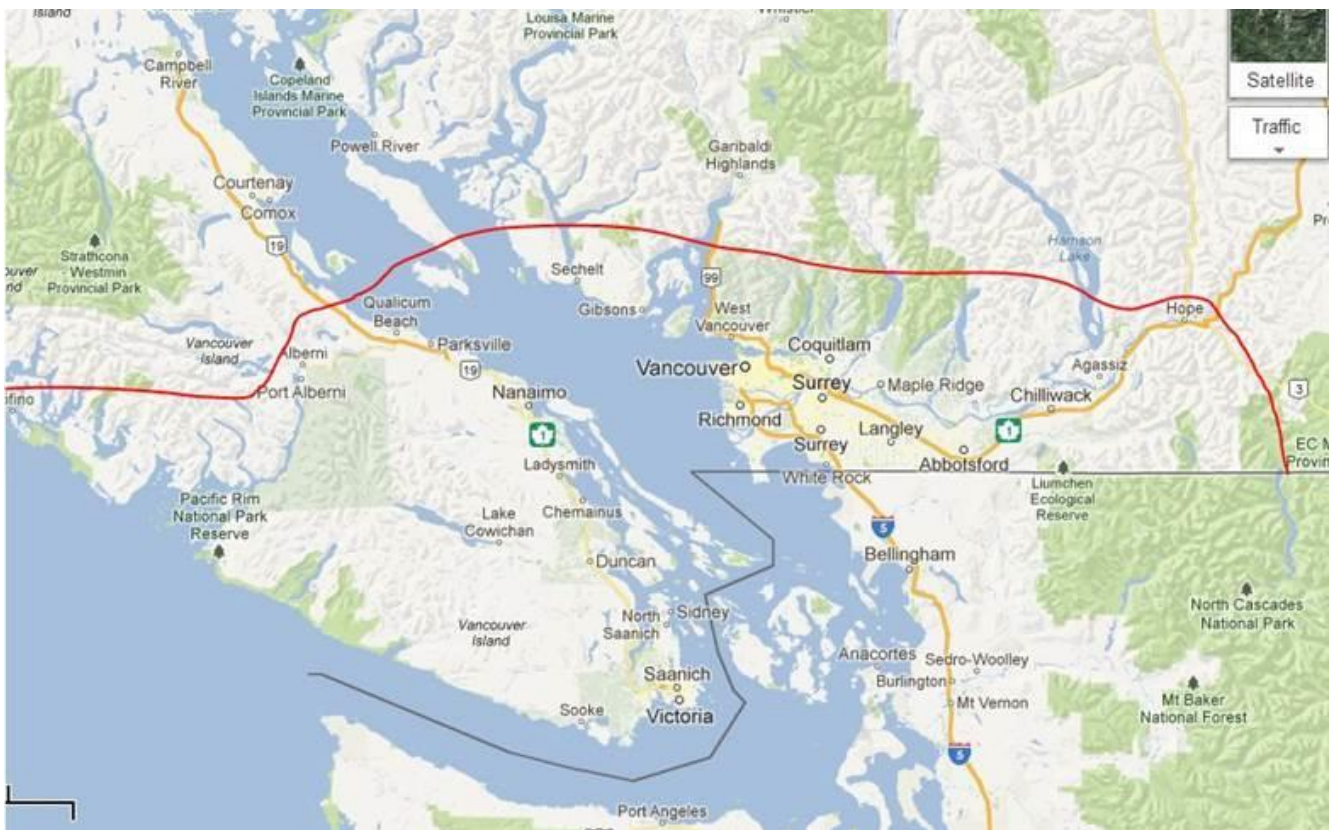 Island
Louisa Marine
Provincial Park
Whistler
Campbell
River
Copeland
Islands Marine
Provincial Park
Satellite
Traffic
Powell River
Garibaldi
Highlands
Courtenay
Comox
19
Strathcona
- Westmin
Provincial Park
Harrison
Lake
Sechelt
99
Qualicum
Beach
Gibsons
West
Vancouver
Hope
Vancouver
Island
Alberni
Parksville
Coquitlam
Agassiz
Port Alberni
19
Vancouver
Surrey
Maple Ridge
3
Nanaimo
Richmond
Chilliwack
1
Surrey
Langley
1
Abbotsford
EC M
Provin
Ladysmith
White Rock
Liumchen
Ecological
Reserve
Pacific Rim
National Park
Reserve
Lake
Cowichan
Chemainus
5
Bellingham
Duncan
North
Saanich
Sidney
North Cascades
National Park
Vancouver
Island
Anacortes
Sedro-Woolley
Saanich
Burlington
Mt Baker
National Forest
Sooke
Victoria
Mt Vernon
5
Port Angeles